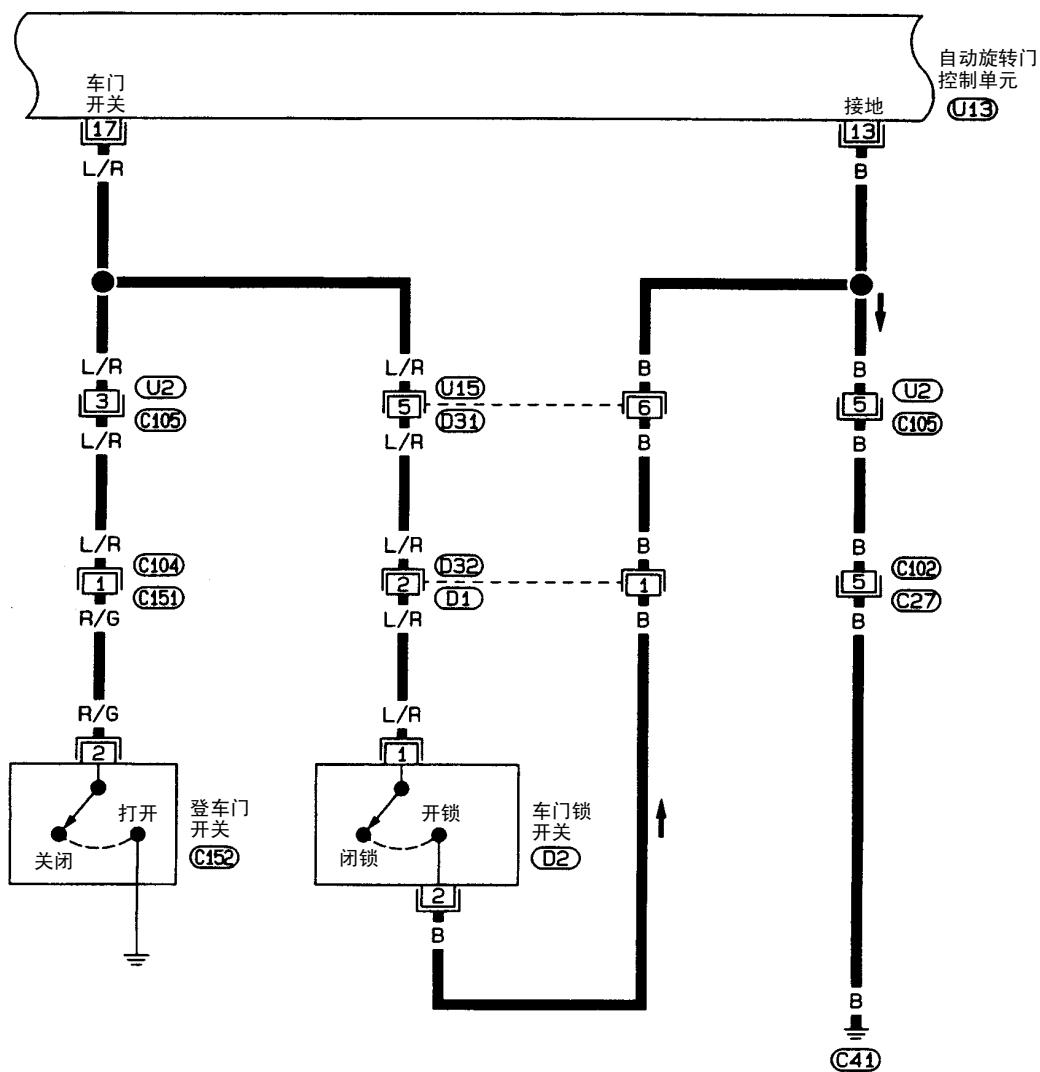 自动旋转门
控制单元
U13
车门
开关
接地
17
13
L/R
B
L/R
L/R
B
B
3
U2
C105
5
U15
D31
6
5
U2
C105
L/R
L/R
B
B
L/R
L/R
B
B
1
C104
C151
2
D32
D1
1
5
C102
C27
R/G
L/R
B
B
R/G
L/R
2
1
打开
关闭
登车门
开关
C152
开锁
闭锁
车门锁
开关
D2
2
B
B
C41